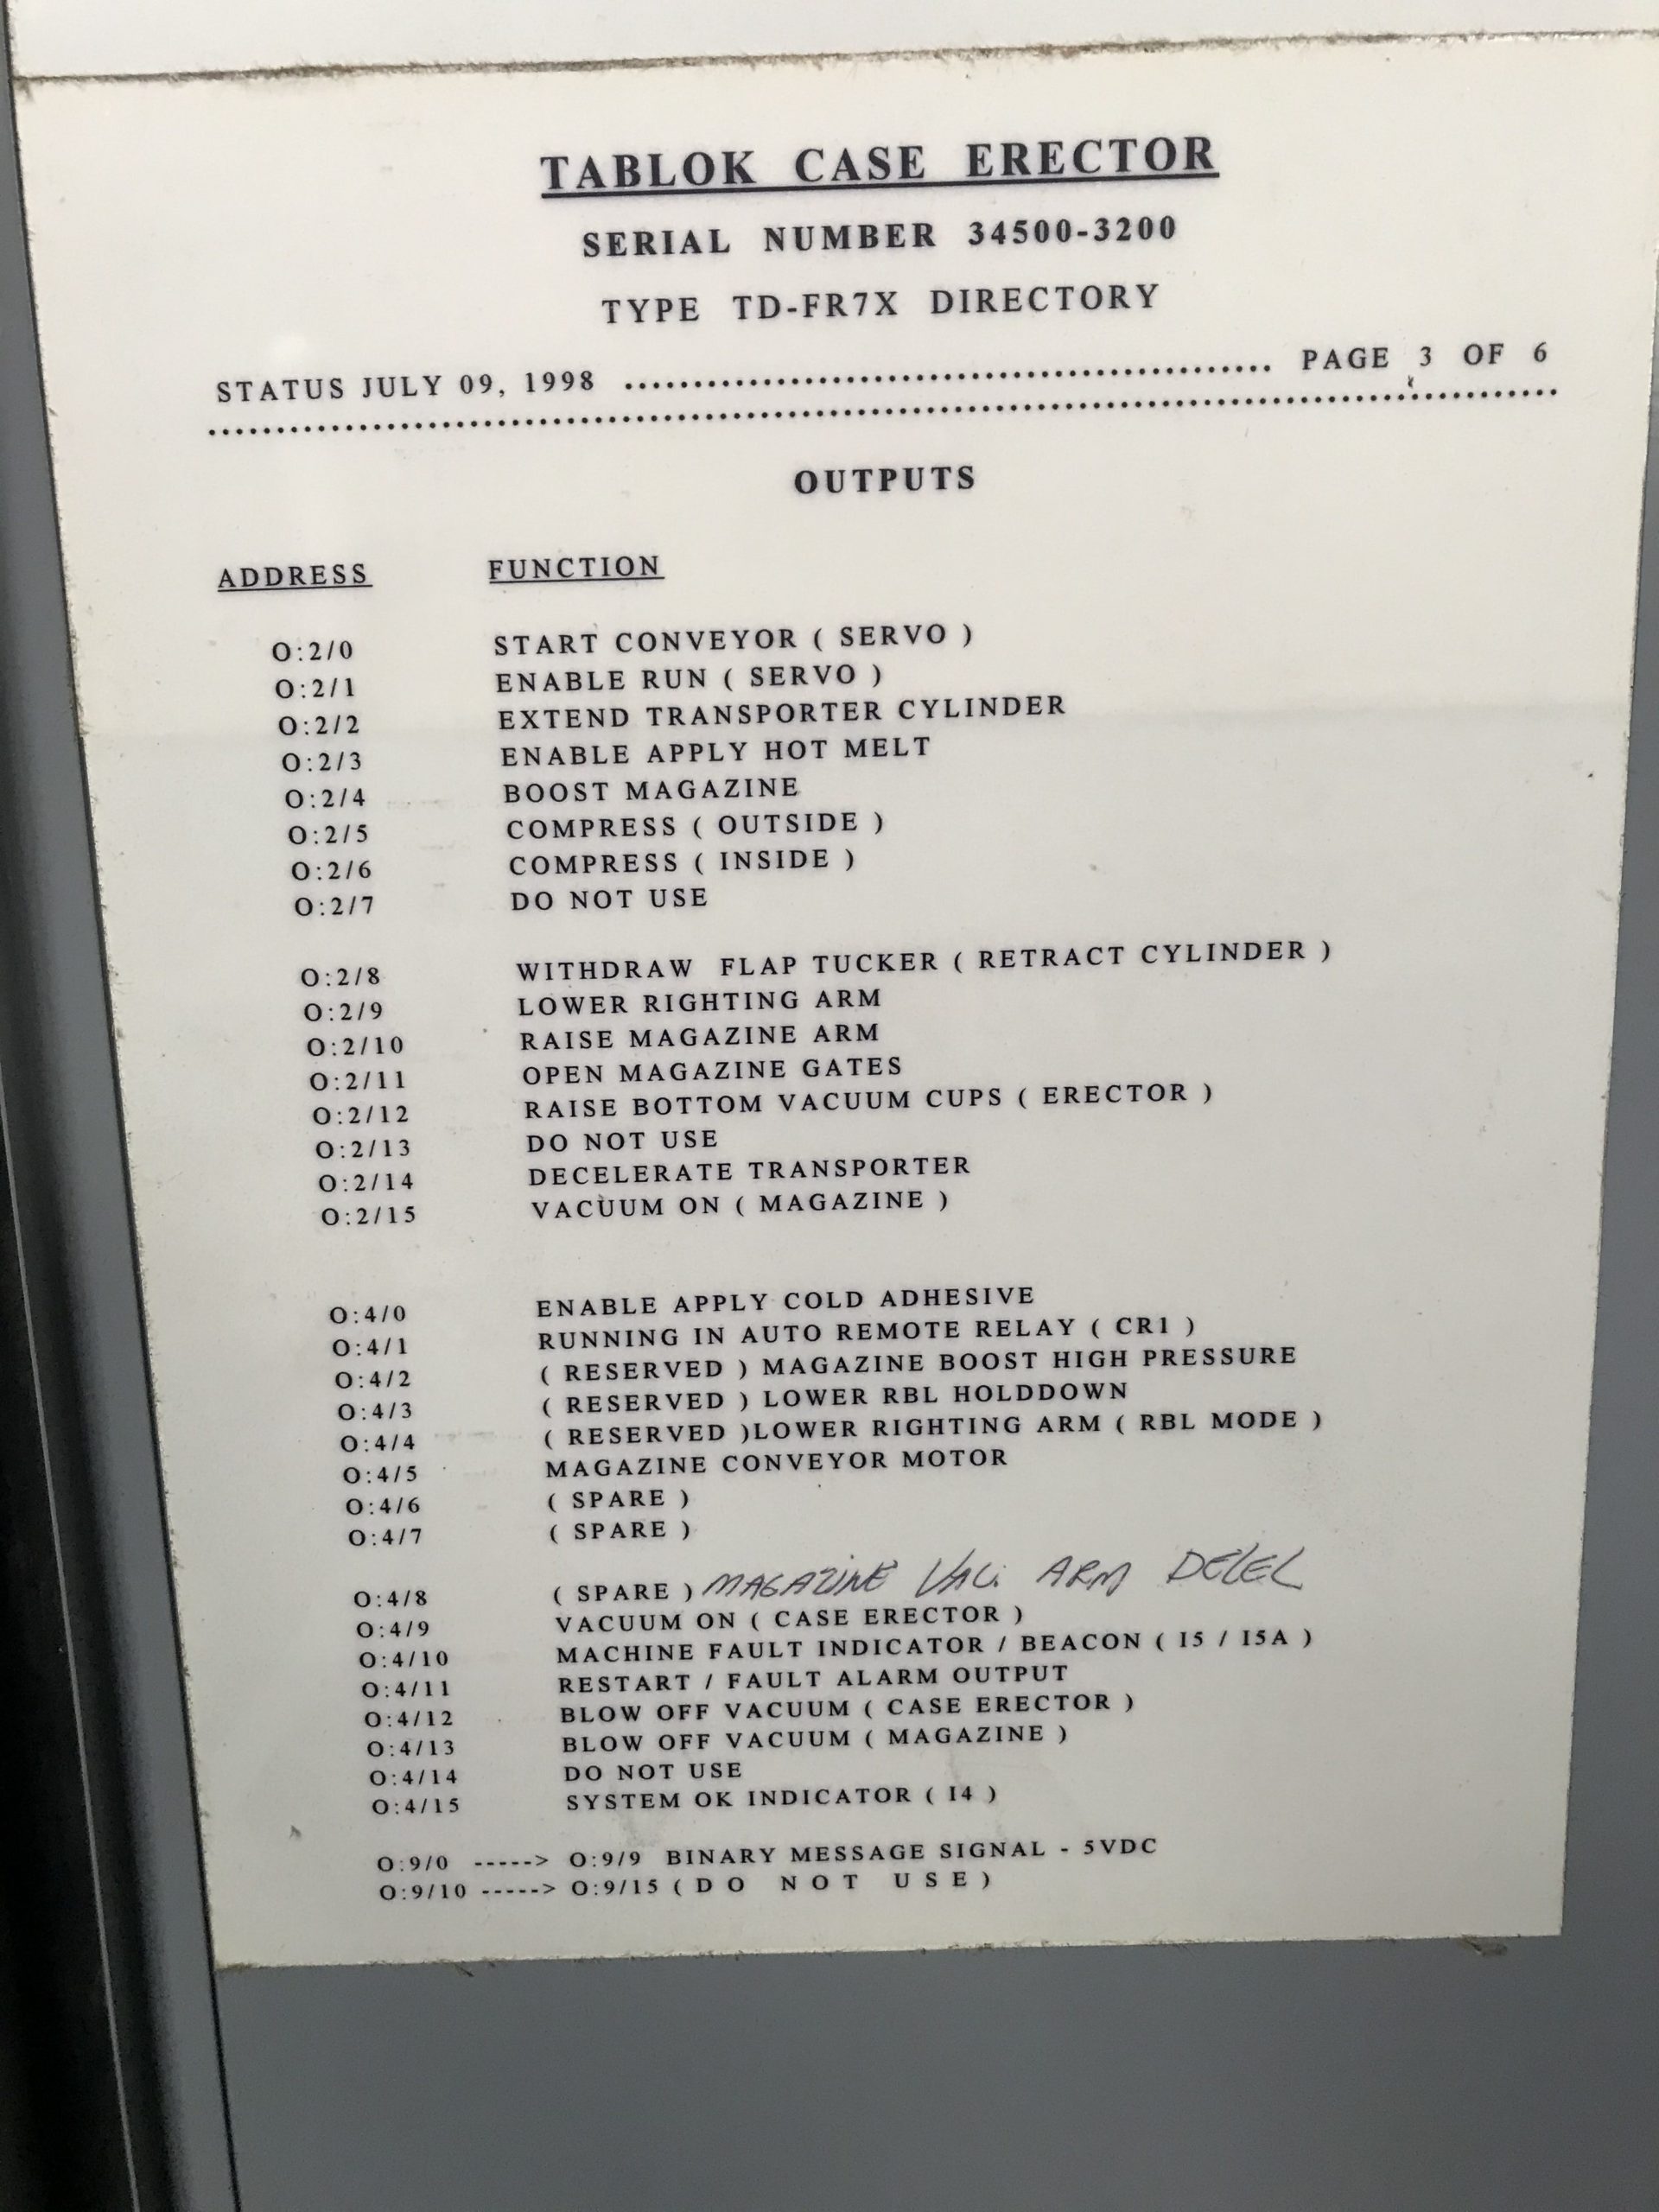 TABLOK CASE ERECTOR
SERIAL NUMBER 34500-3200
TYPE TD-FR7X DIRECTORY
STATUS JULY 09, 1998 ................................................ PAGE 3 OF 6
....................................................................................................
OUTPUTS
ADDRESS FUNCTION
O:2/0 START CONVEYOR ( SERVO )
O:2/1 ENABLE RUN ( SERVO )
O:2/2 EXTEND TRANSPORTER CYLINDER
O:2/3 ENABLE APPLY HOT MELT
O:2/4 BOOST MAGAZINE
O:2/5 COMPRESS ( OUTSIDE )
O:2/6 COMPRESS ( INSIDE )
O:2/7 DO NOT USE
O:2/8 WITHDRAW FLAP TUCKER ( RETRACT CYLINDER )
O:2/9 LOWER RIGHTING ARM
O:2/10 RAISE MAGAZINE ARM
O:2/11 OPEN MAGAZINE GATES
O:2/12 RAISE BOTTOM VACUUM CUPS ( ERECTOR )
O:2/13 DO NOT USE
O:2/14 DECELERATE TRANSPORTER
O:2/15 VACUUM ON ( MAGAZINE )
O:4/0 ENABLE APPLY COLD ADHESIVE
O:4/1 RUNNING IN AUTO REMOTE RELAY ( CR1 )
O:4/2 ( RESERVED ) MAGAZINE BOOST HIGH PRESSURE
O:4/3 ( RESERVED ) LOWER RBL HOLDDOWN
O:4/4 ( RESERVED )LOWER RIGHTING ARM ( RBL MODE )
O:4/5 MAGAZINE CONVEYOR MOTOR
O:4/6 ( SPARE )
O:4/7 ( SPARE )
O:4/8 ( SPARE ) MAGAZINE VAC. ARM DECEL
O:4/9 VACUUM ON ( CASE ERECTOR )
O:4/10 MACHINE FAULT INDICATOR / BEACON ( I5 / I5A )
O:4/11 RESTART / FAULT ALARM OUTPUT
O:4/12 BLOW OFF VACUUM ( CASE ERECTOR )
O:4/13 BLOW OFF VACUUM ( MAGAZINE )
O:4/14 DO NOT USE
O:4/15 SYSTEM OK INDICATOR ( I4 )
O:9/0 -----> O:9/9 BINARY MESSAGE SIGNAL - 5VDC
O:9/10 -----> O:9/15 ( D O N O T U S E )